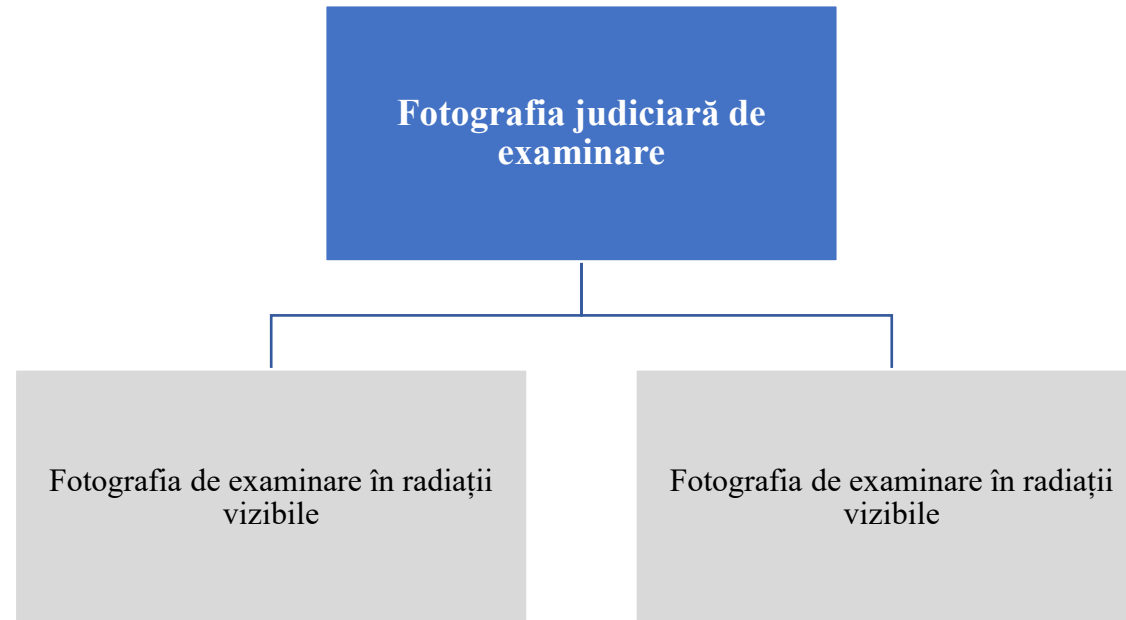 Fotografia judiciară de
examinare
Fotografia de examinare în radiații
vizibile
Fotografia de examinare în radiații
vizibile